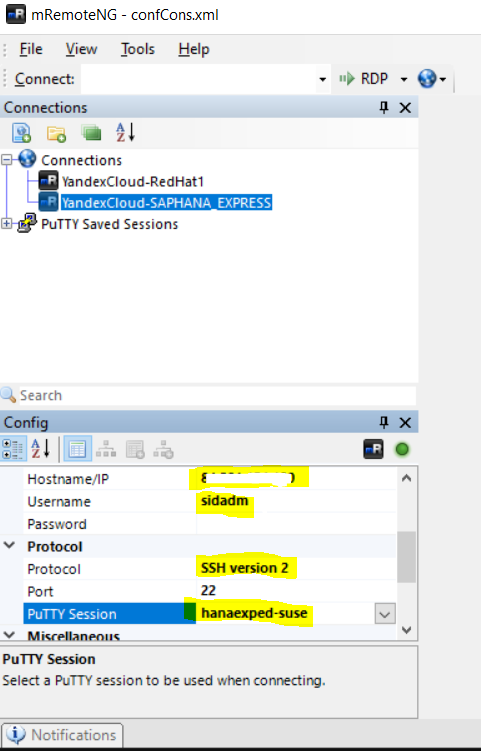 mRemoteNG - confCons.xml
File View Tools Help
Connect: RDP
Connections
Connections
YandexCloud-RedHat1
YandexCloud-SAPHANA_EXPRESS
PuTTY Saved Sessions
Search
Config
Hostname/IP
Username sidadm
Password
Protocol
Protocol SSH version 2
Port 22
PuTTY Session hanaexped-suse
Miscellaneous
PuTTY Session
Select a PuTTY session to be used when connecting.
Notifications